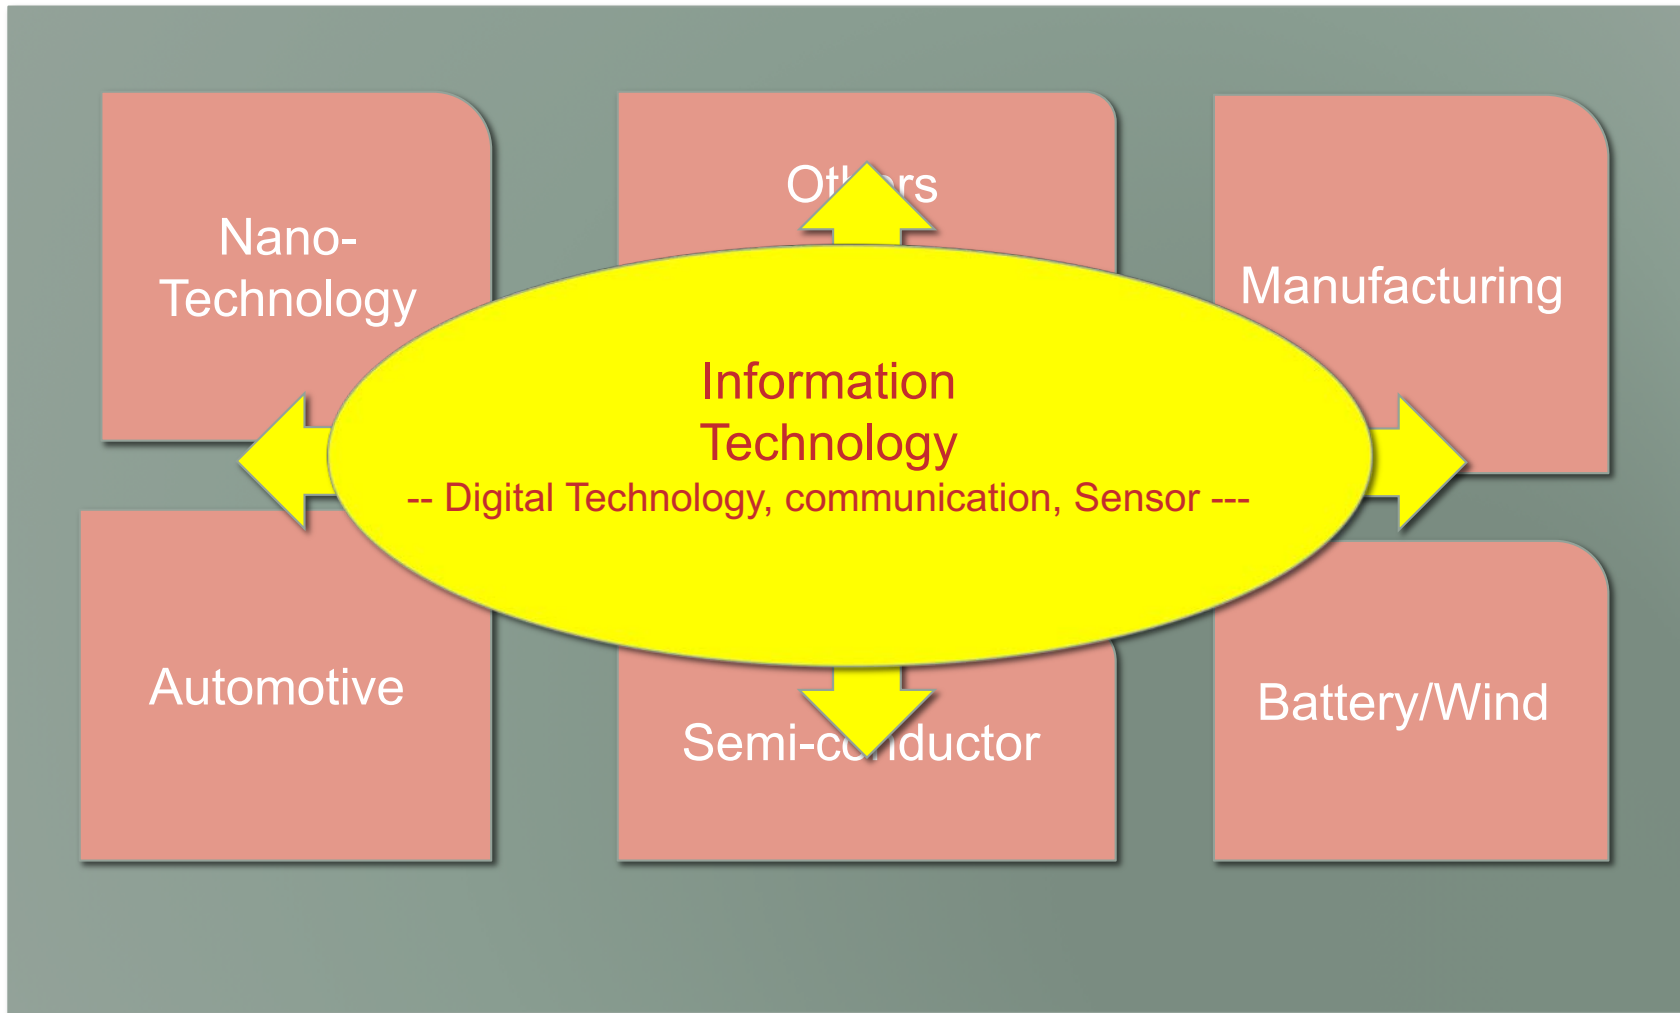 Nano-
Technology
Others
Manufacturing
Information
Technology
-- Digital Technology, communication, Sensor ---
Automotive
Semi-conductor
Battery/Wind